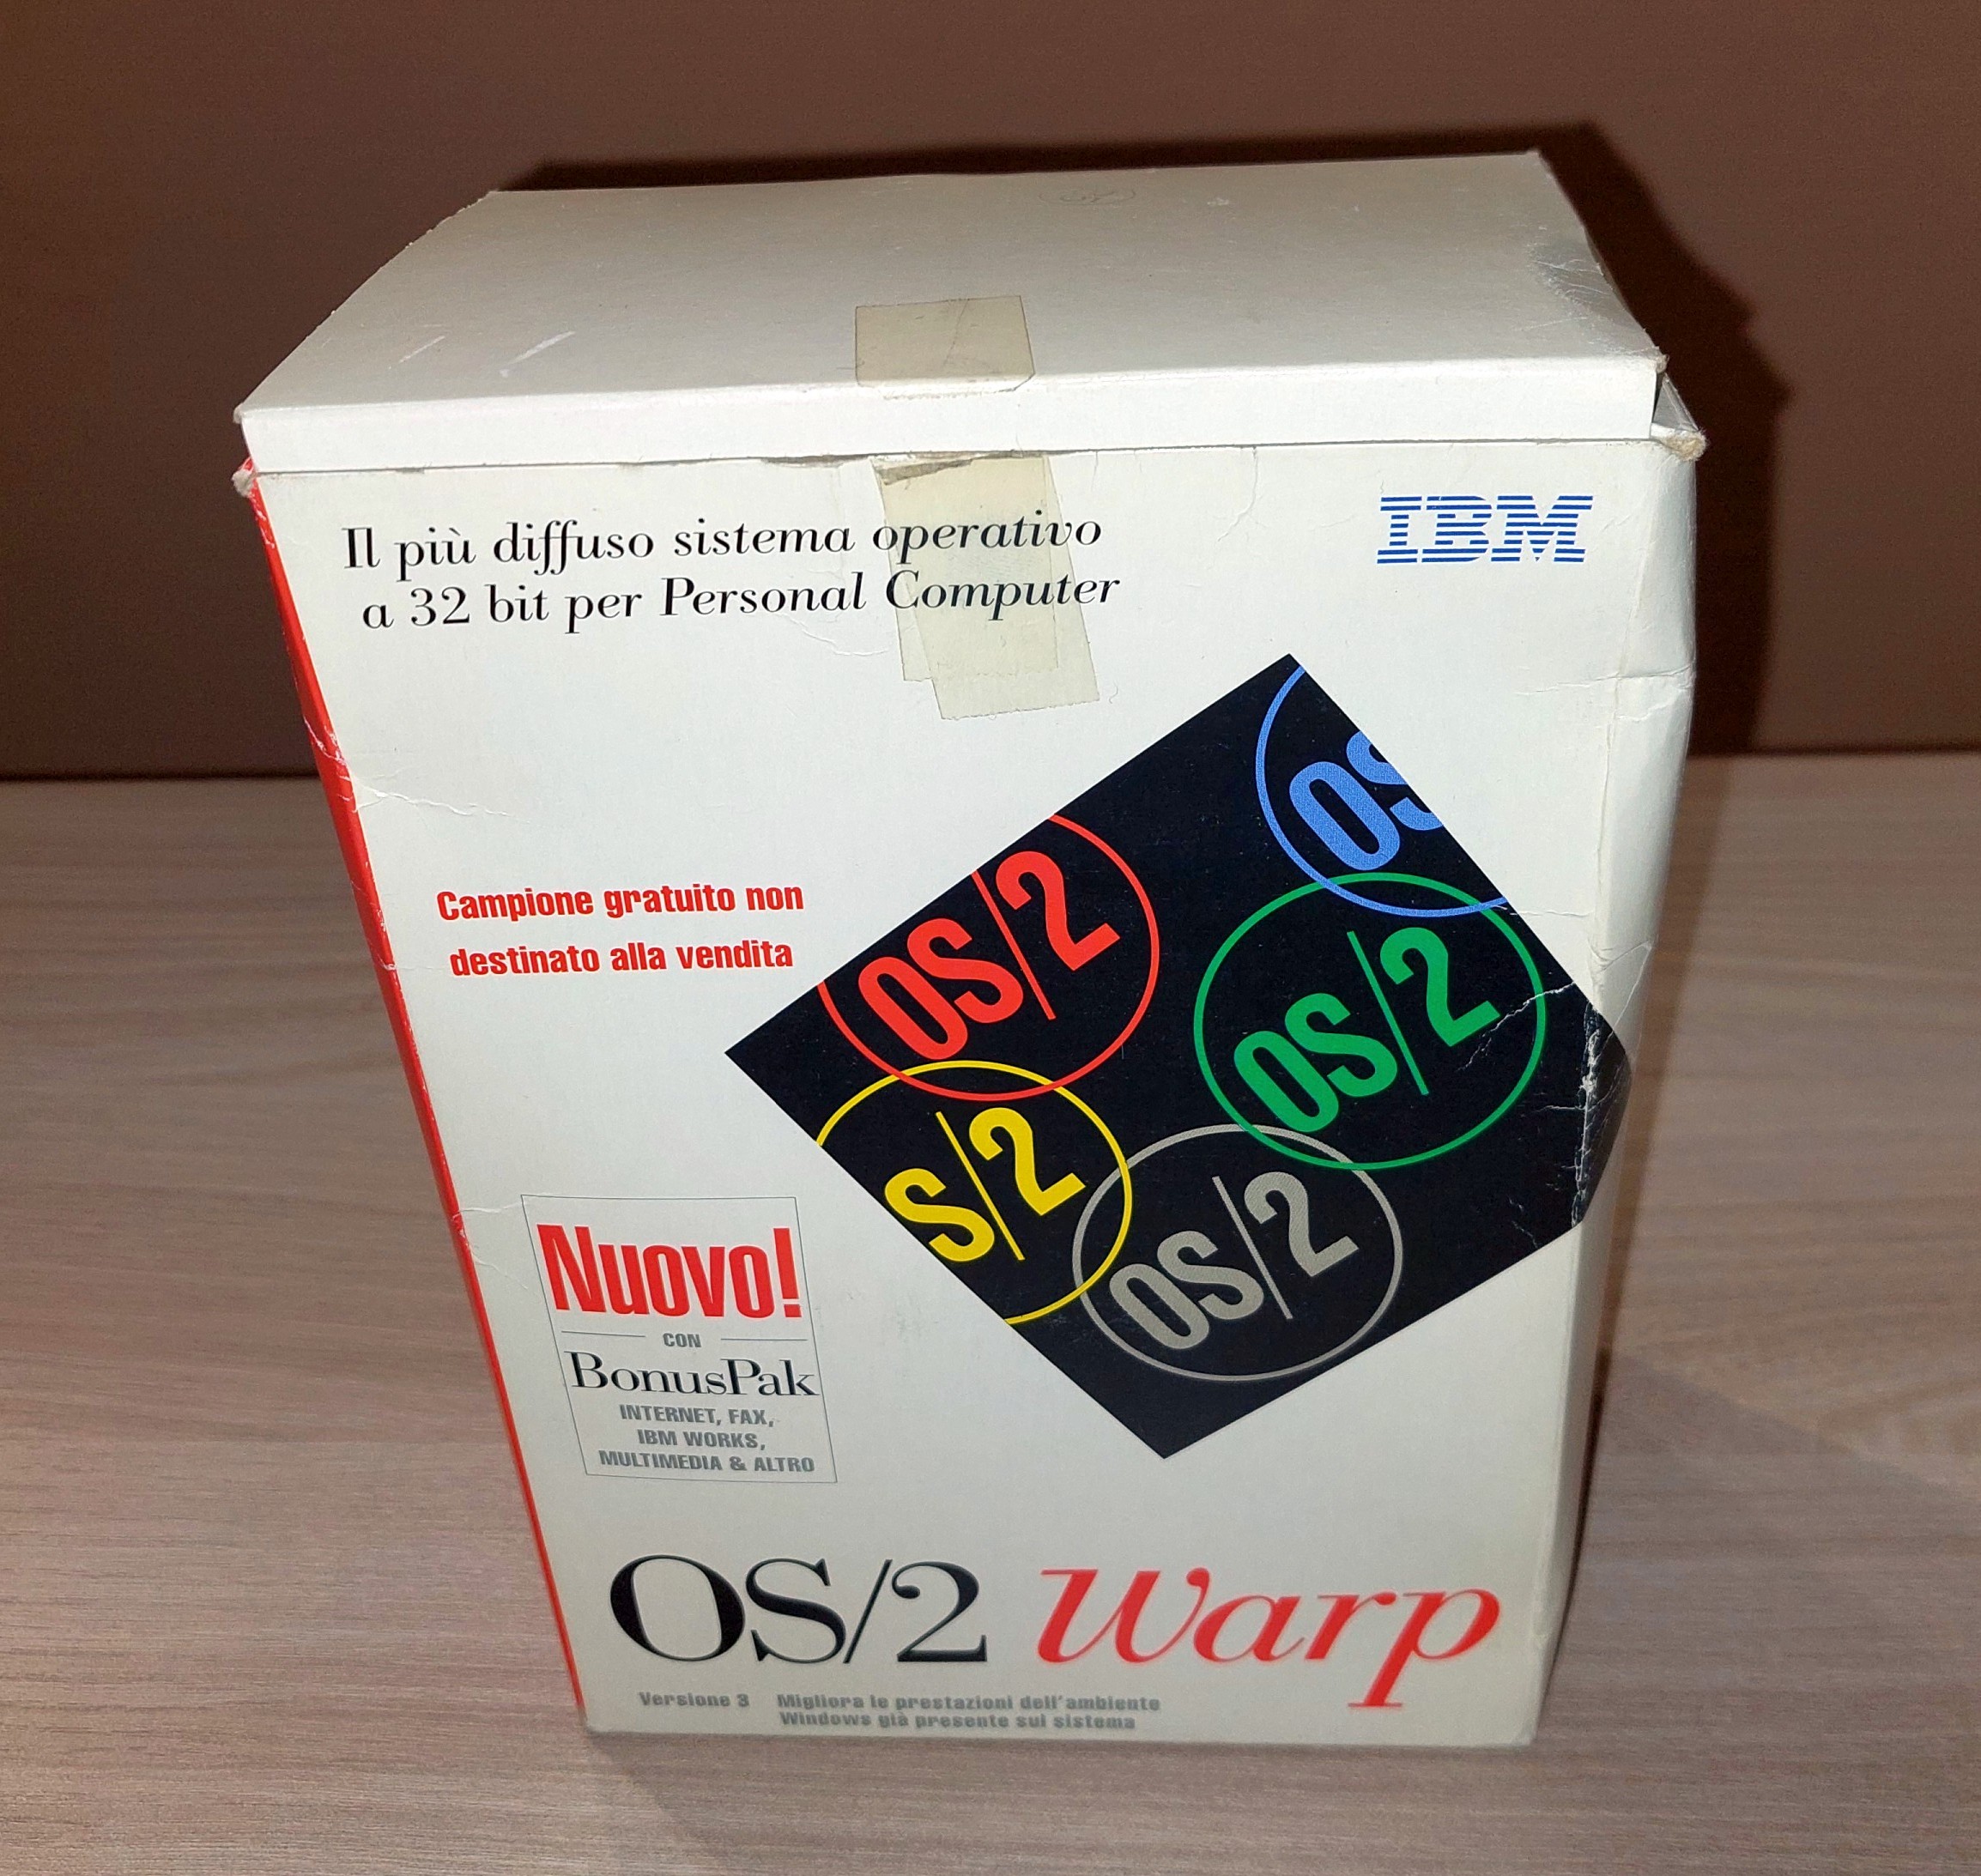 Il più diffuso sistema operativo
a 32 bit per Personal Computer
IBM
Campione gratuito non
destinato alla vendita
OS
OS/2
OS/2
S/2
OS/2
Nuovo!
CON
BonusPak
INTERNET, FAX,
IBM WORKS,
MULTIMEDIA & ALTRO
OS/2 Warp
Versione 3 Migliora le prestazioni dell'ambiente
Windows già presente sul sistema